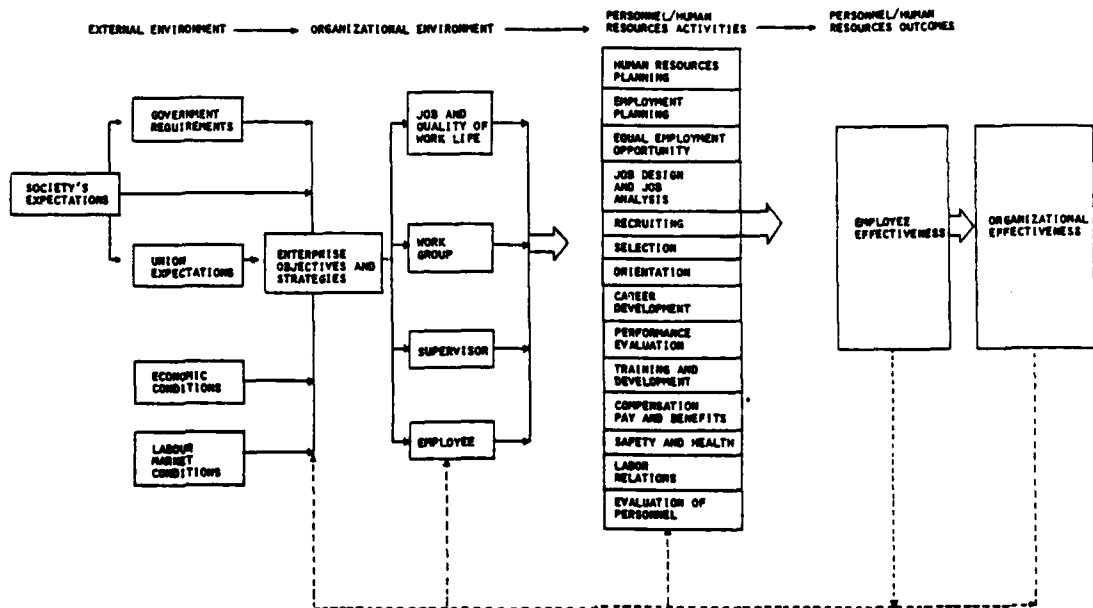 EXTERNAL ENVIRONMENT
ORGANIZATIONAL ENVIRONMENT
PERSONNEL/HUMAN
RESOURCES ACTIVITIES
PERSONNEL/HUMAN
RESOURCES OUTCOMES
SOCIETY'S
EXPECTATIONS
GOVERNMENT
REQUIREMENTS
UNION
EXPECTATIONS
ECONOMIC
CONDITIONS
LABOUR
MARKET
CONDITIONS
ENTERPRISE
OBJECTIVES AND
STRATEGIES
JOB AND
QUALITY OF
WORK LIFE
WORK
GROUP
SUPERVISOR
EMPLOYEE
HUMAN RESOURCES
PLANNING
EMPLOYMENT
PLANNING
EQUAL EMPLOYMENT
OPPORTUNITY
JOB DESIGN
AND JOB
ANALYSIS
RECRUITING
SELECTION
ORIENTATION
CAREER
DEVELOPMENT
PERFORMANCE
EVALUATION
TRAINING AND
DEVELOPMENT
COMPENSATION
PAY AND BENEFITS
SAFETY AND HEALTH
LABOR
RELATIONS
EVALUATION OF
PERSONNEL
EMPLOYEE
EFFECTIVENESS
ORGANIZATIONAL
EFFECTIVENESS